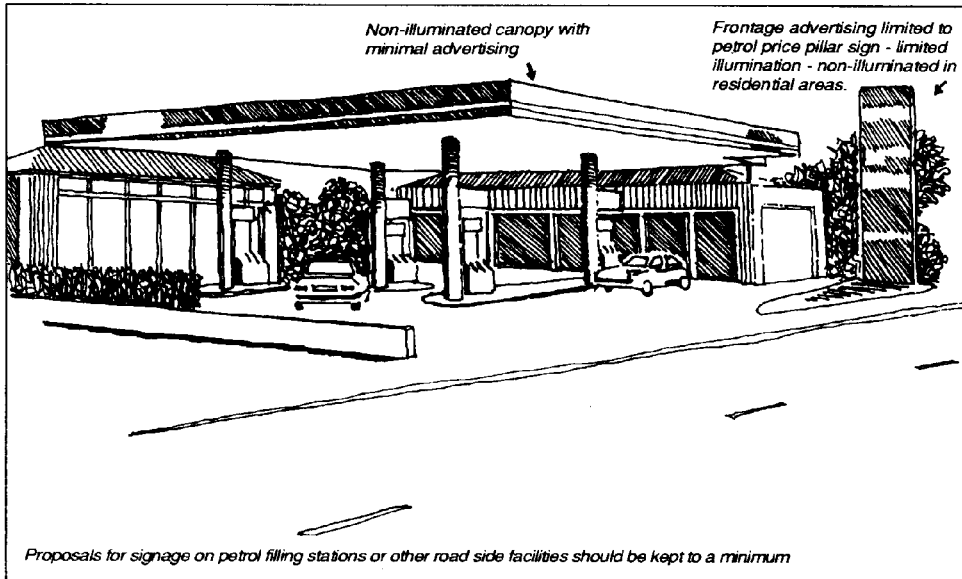 Non-illuminated canopy with
minimal advertising
Frontage advertising limited to
petrol price pillar sign - limited
illumination - non-illuminated in
residential areas.
Proposals for signage on petrol filling stations or other road side facilities should be kept to a minimum